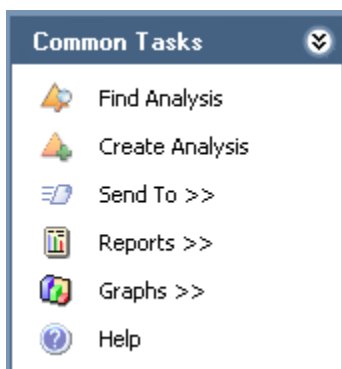 Common Tasks
Find Analysis
Create Analysis
Send To >>
Reports >>
Graphs >>
Help